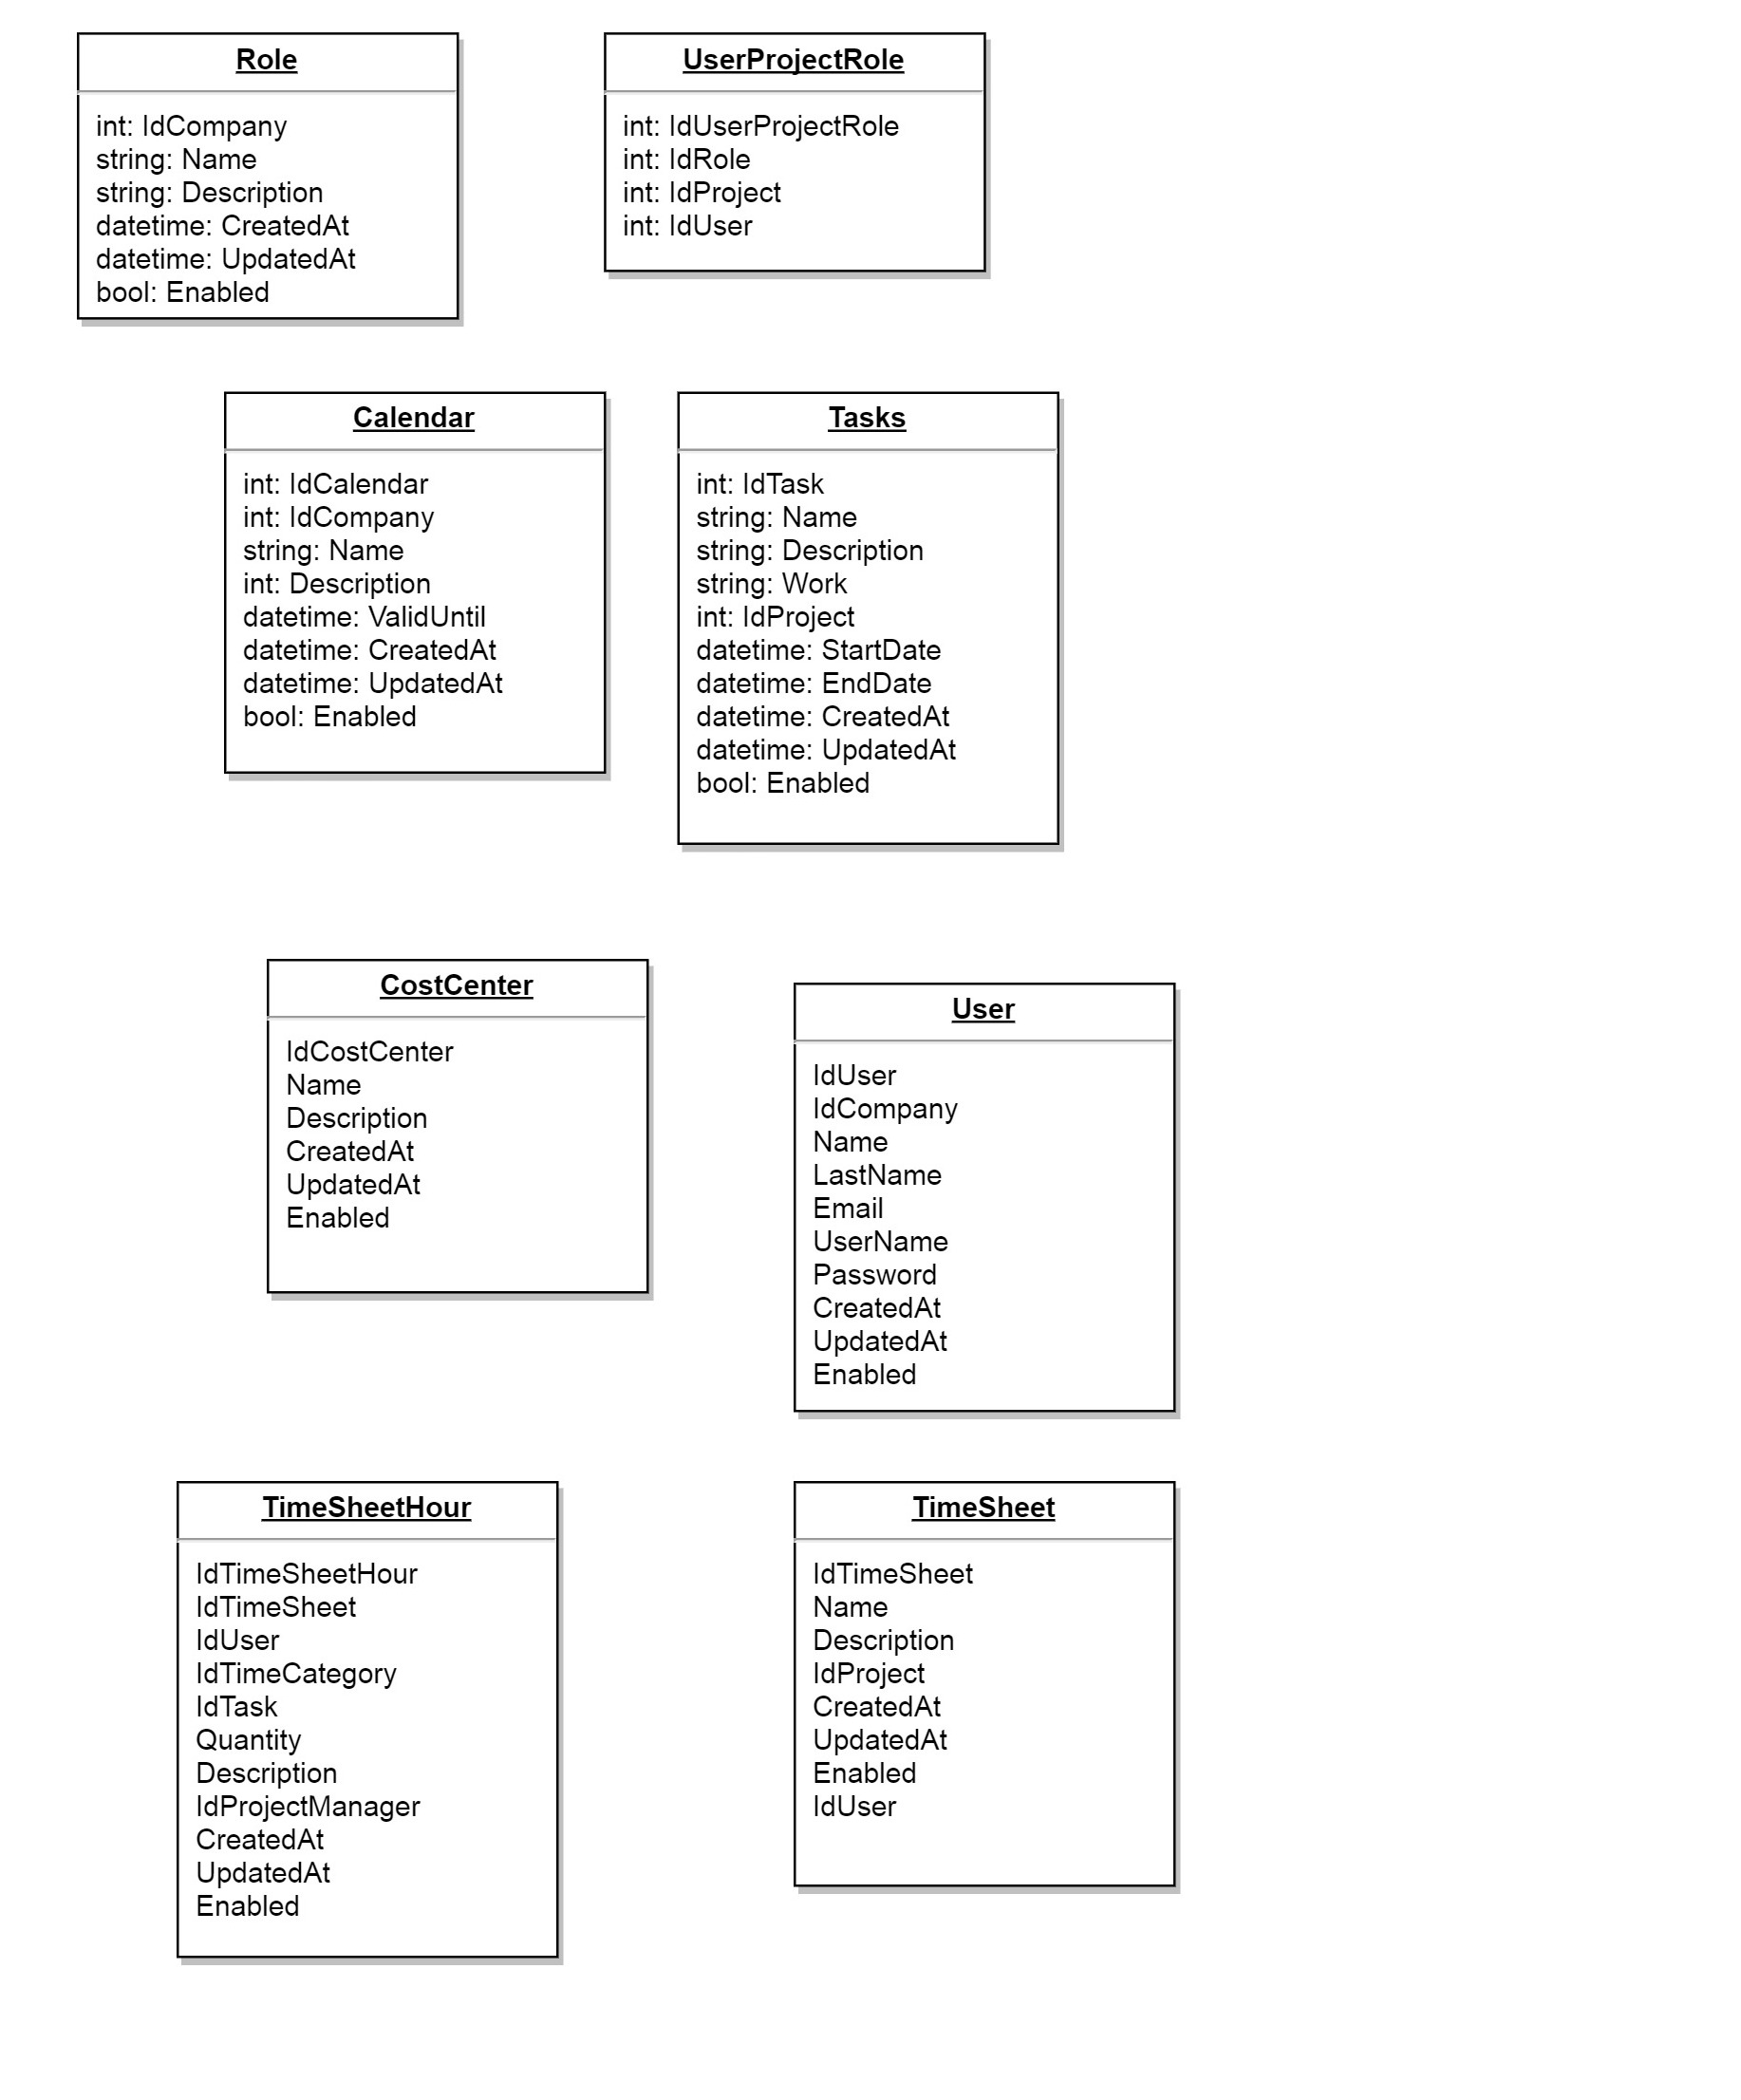 Role
int: IdCompany
string: Name
string: Description
datetime: CreatedAt
datetime: UpdatedAt
bool: Enabled
UserProjectRole
int: IdUserProjectRole
int: IdRole
int: IdProject
int: IdUser
Calendar
int: IdCalendar
int: IdCompany
string: Name
int: Description
datetime: ValidUntil
datetime: CreatedAt
datetime: UpdatedAt
bool: Enabled
Tasks
int: IdTask
string: Name
string: Description
string: Work
int: IdProject
datetime: StartDate
datetime: EndDate
datetime: CreatedAt
datetime: UpdatedAt
bool: Enabled
CostCenter
IdCostCenter
Name
Description
CreatedAt
UpdatedAt
Enabled
User
IdUser
IdCompany
Name
LastName
Email
UserName
Password
CreatedAt
UpdatedAt
Enabled
TimeSheetHour
IdTimeSheetHour
IdTimeSheet
IdUser
IdTimeCategory
IdTask
Quantity
Description
IdProjectManager
CreatedAt
UpdatedAt
Enabled
TimeSheet
IdTimeSheet
Name
Description
IdProject
CreatedAt
UpdatedAt
Enabled
IdUser